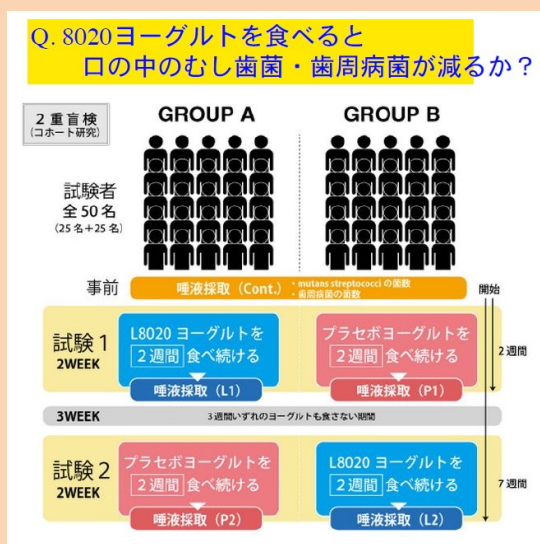 Q. 8020ヨーグルトを食べると
口の中のむし歯菌・歯周病菌が減るか？
2重盲検
(コホート研究)
GROUP A
GROUP B
試験者
全50名
(25名+25名)
事前
唾液採取（Cont.）
・mutans streptococci の菌数
・歯周病菌の菌数
開始
試験1
2WEEK
L8020 ヨーグルトを
2週間 食べ続ける
唾液採取（L1）
プラセボヨーグルトを
2週間 食べ続ける
唾液採取（P1）
2週間
3WEEK
3週間いずれのヨーグルトも食さない期間
試験2
2WEEK
プラセボヨーグルトを
2週間 食べ続ける
唾液採取（P2）
L8020 ヨーグルトを
2週間 食べ続ける
唾液採取（L2）
7週間